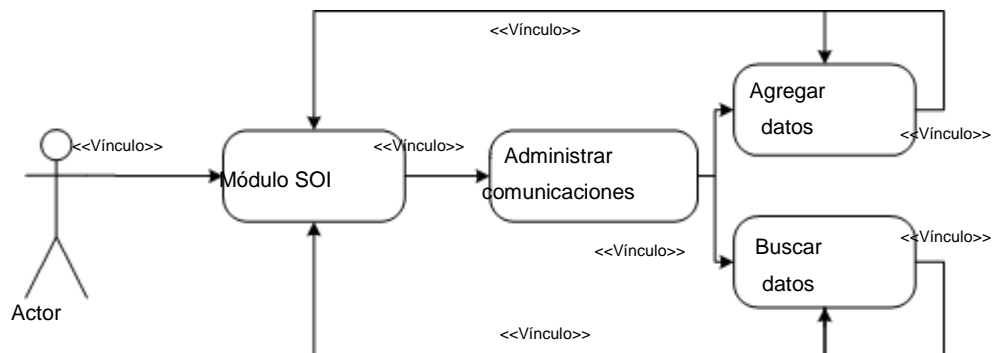 <<Vínculo>>
Agregar
datos
<<Vínculo>>
<<Vínculo>>
<<Vínculo>>
Administrar
comunicaciones
Módulo SOI
<<Vínculo>>
<<Vínculo>>
Buscar
datos
Actor
<<Vínculo>>